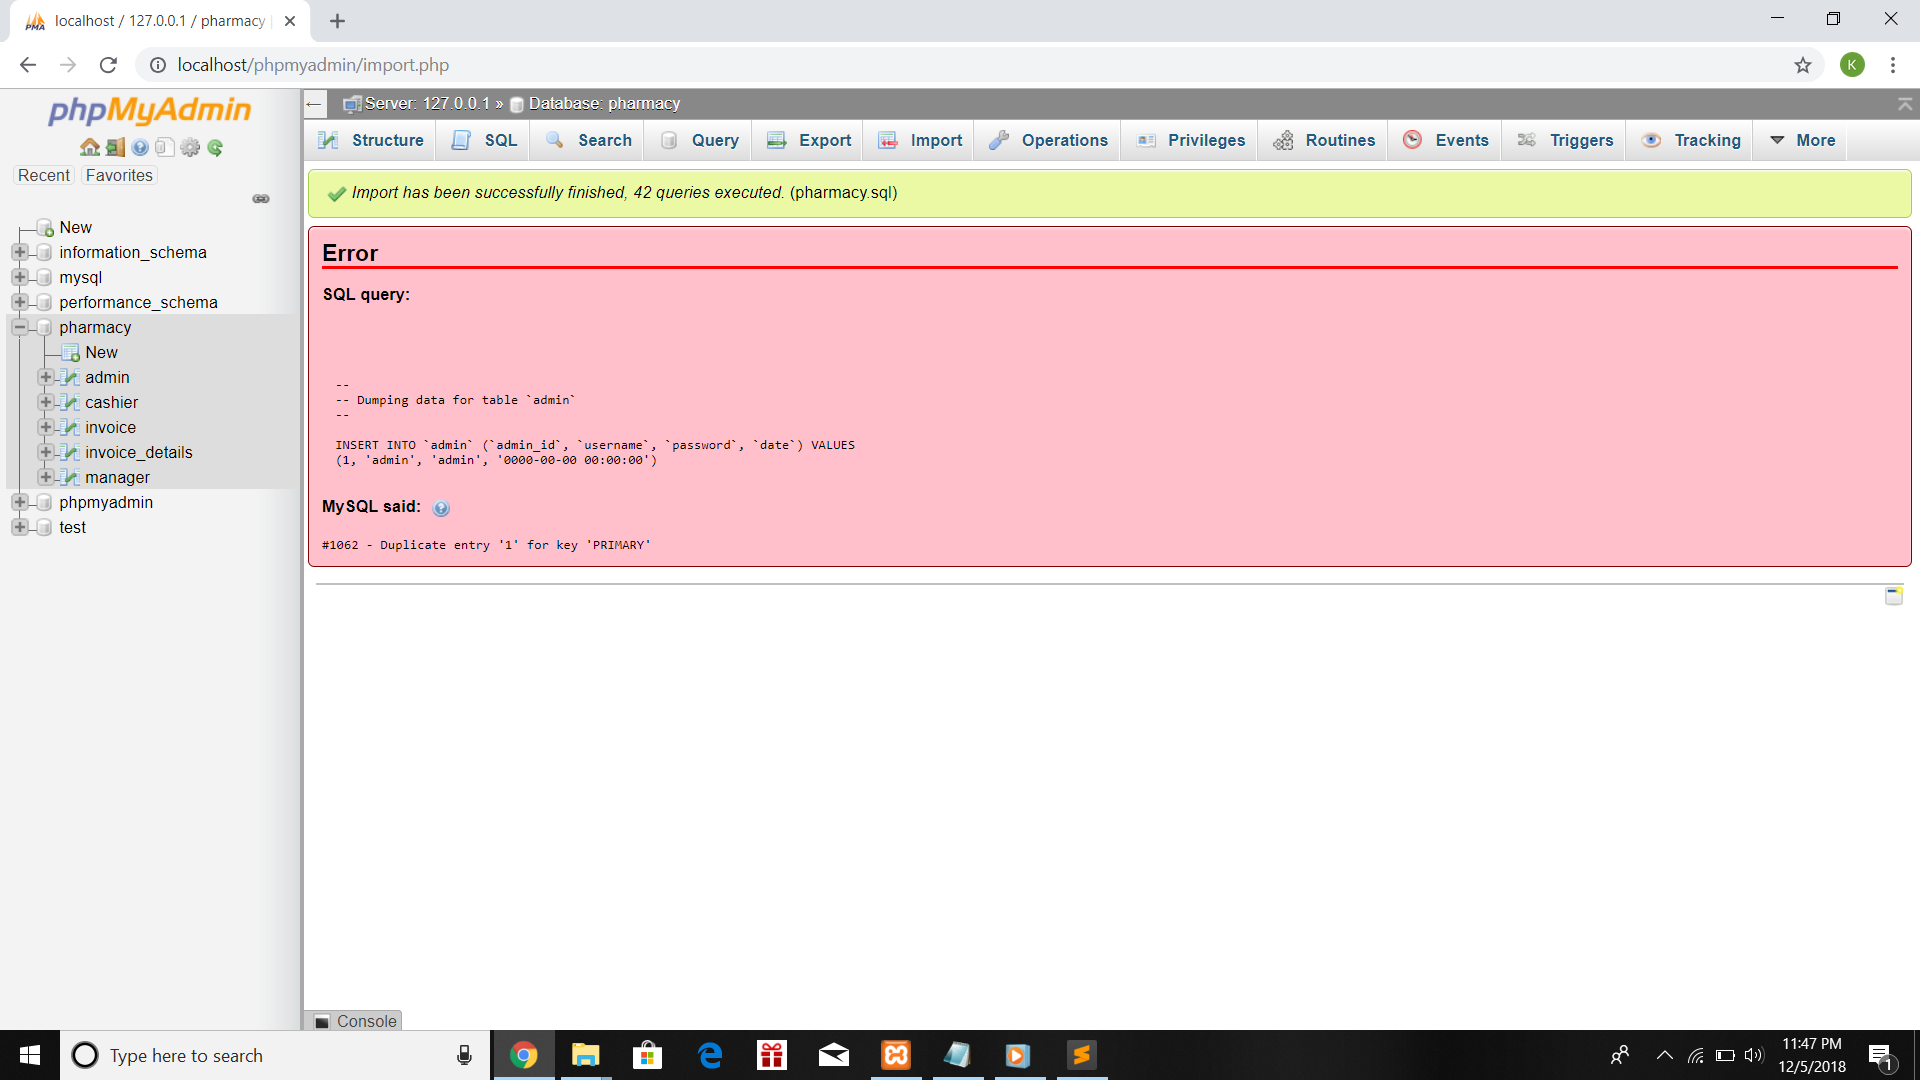 localhost / 127.0.0.1 / pharmacy |
localhost/phpmyadmin/import.php
K
phpMyAdmin
Recent Favorites
New
information_schema
mysql
performance_schema
pharmacy
New
admin
cashier
invoice
invoice_details
manager
phpmyadmin
test
Server: 127.0.0.1 » Database: pharmacy
Structure SQL Search Query Export Import Operations Privileges Routines Events Triggers Tracking More
Import has been successfully finished, 42 queries executed. (pharmacy.sql)
Error
SQL query:
--
-- Dumping data for table `admin`
--
INSERT INTO `admin` (`admin_id`, `username`, `password`, `date`) VALUES
(1, 'admin', 'admin', '0000-00-00 00:00:00')
MySQL said:
#1062 - Duplicate entry '1' for key 'PRIMARY'
Console
Type here to search
11:47 PM
12/5/2018
1